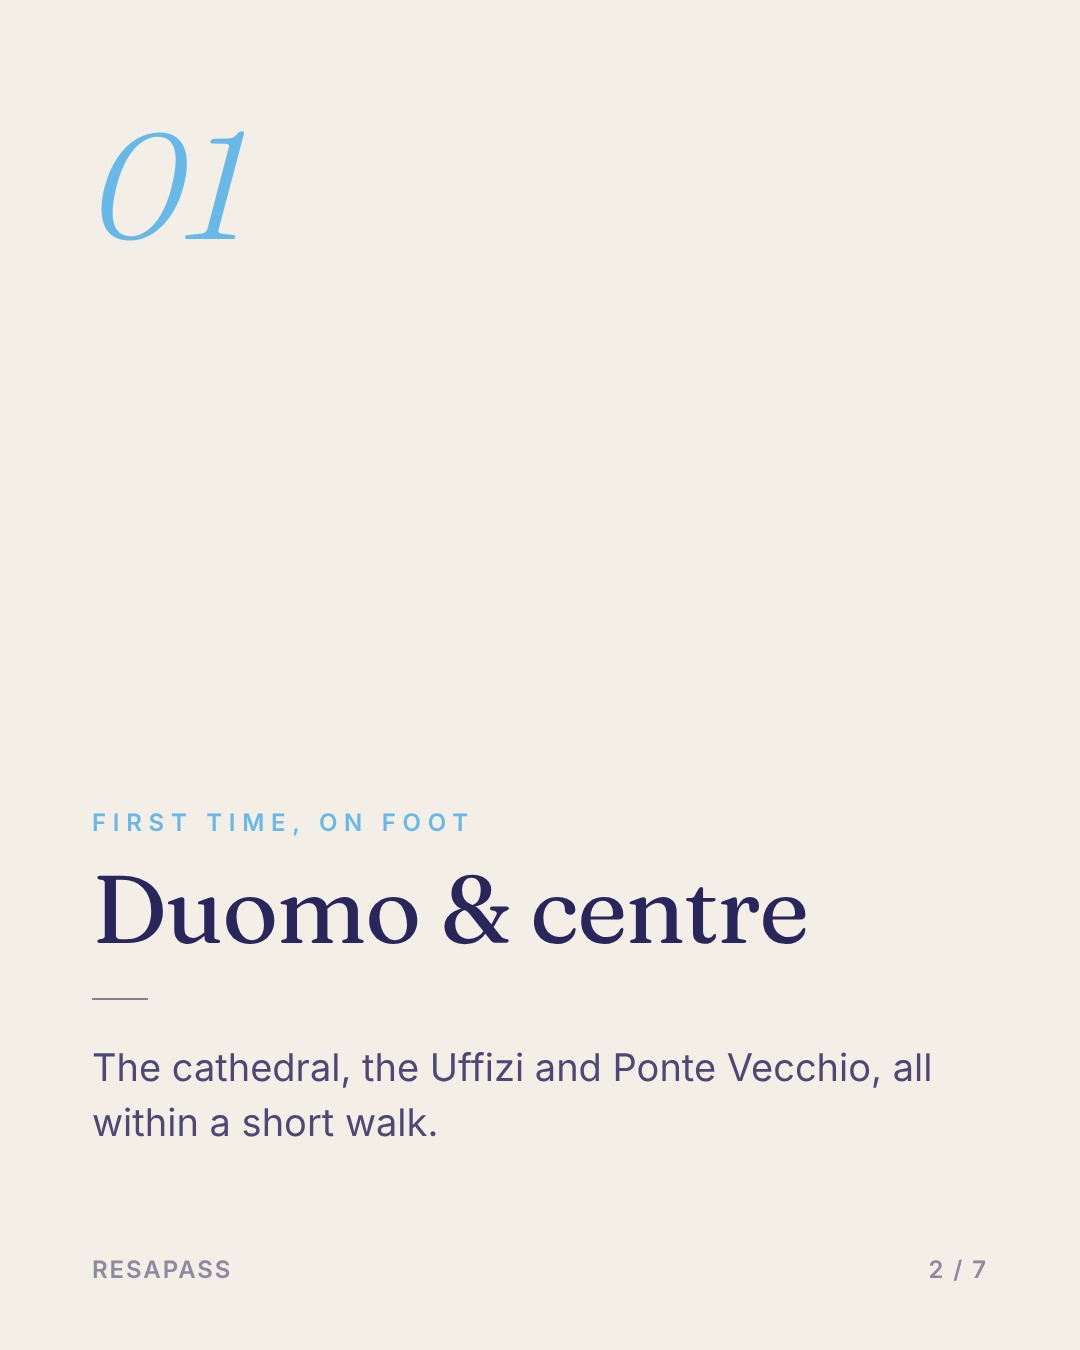 01
FIRST TIME, ON FOOT
Duomo & centre
The cathedral, the Uffizi and Ponte Vecchio, all
within a short walk.
RESAPASS
2 / 7